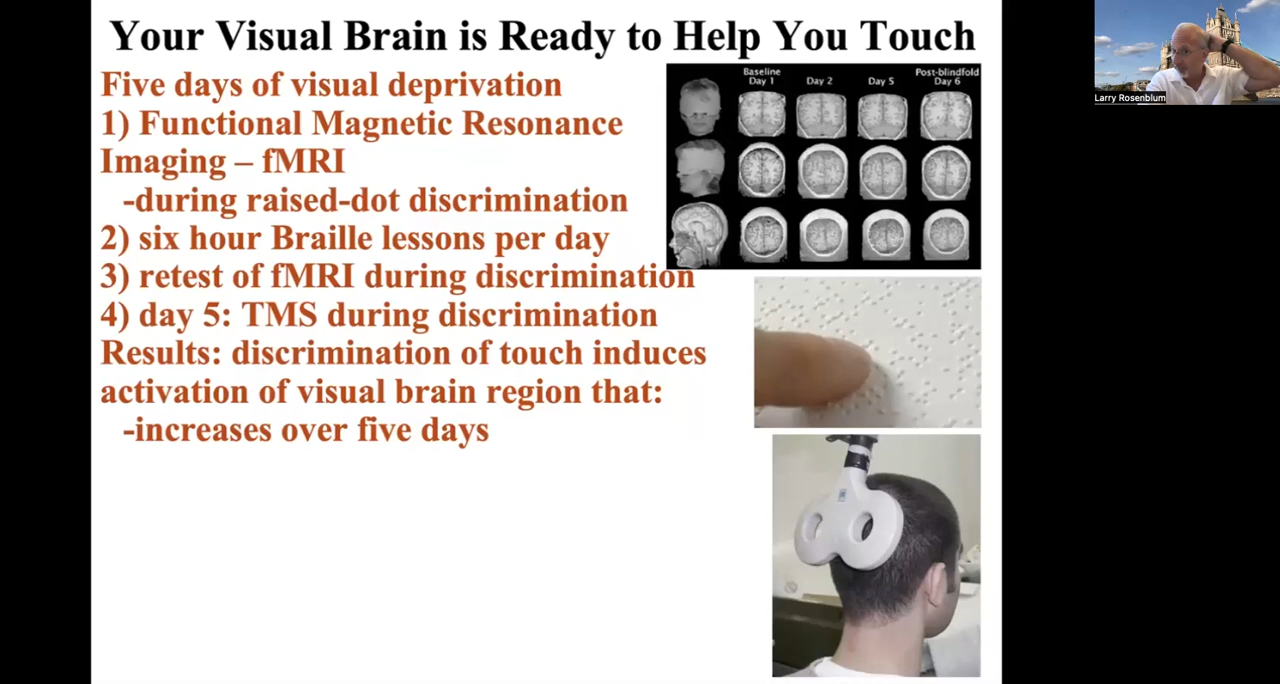 Your Visual Brain is Ready to Help You Touch
Five days of visual deprivation
1) Functional Magnetic Resonance
Imaging – fMRI
-during raised-dot discrimination
2) six hour Braille lessons per day
3) retest of fMRI during discrimination
4) day 5: TMS during discrimination
Results: discrimination of touch induces
activation of visual brain region that:
-increases over five days
Baseline
Day 1
Day 2
Day 5
Post-blindfold
Day 6
Larry Rosenblum